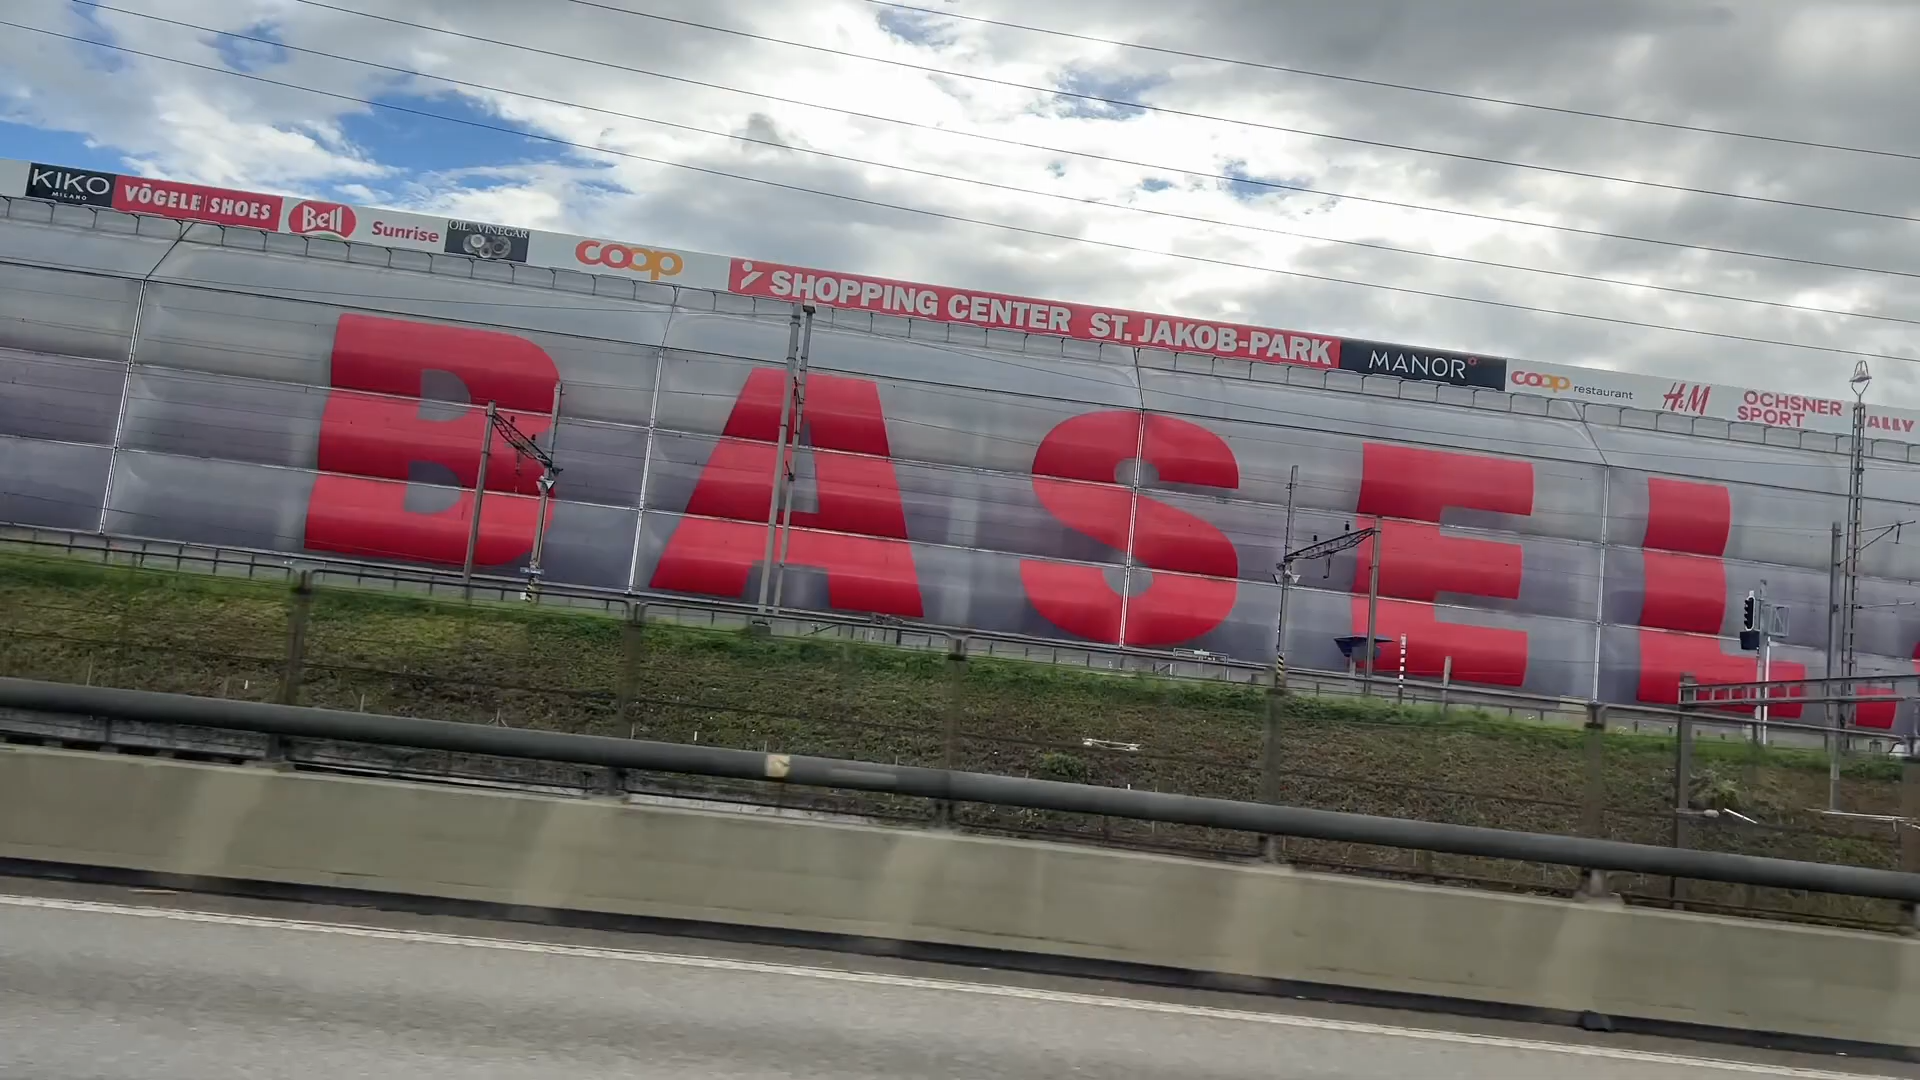 KIKO
MILANO
VÖGELE SHOES
Bell
Sunrise
OIL VINEGAR
coop
SHOPPING CENTER ST. JAKOB-PARK
MANOR
coop restaurant
H&M
OCHSNER
SPORT
BASEL